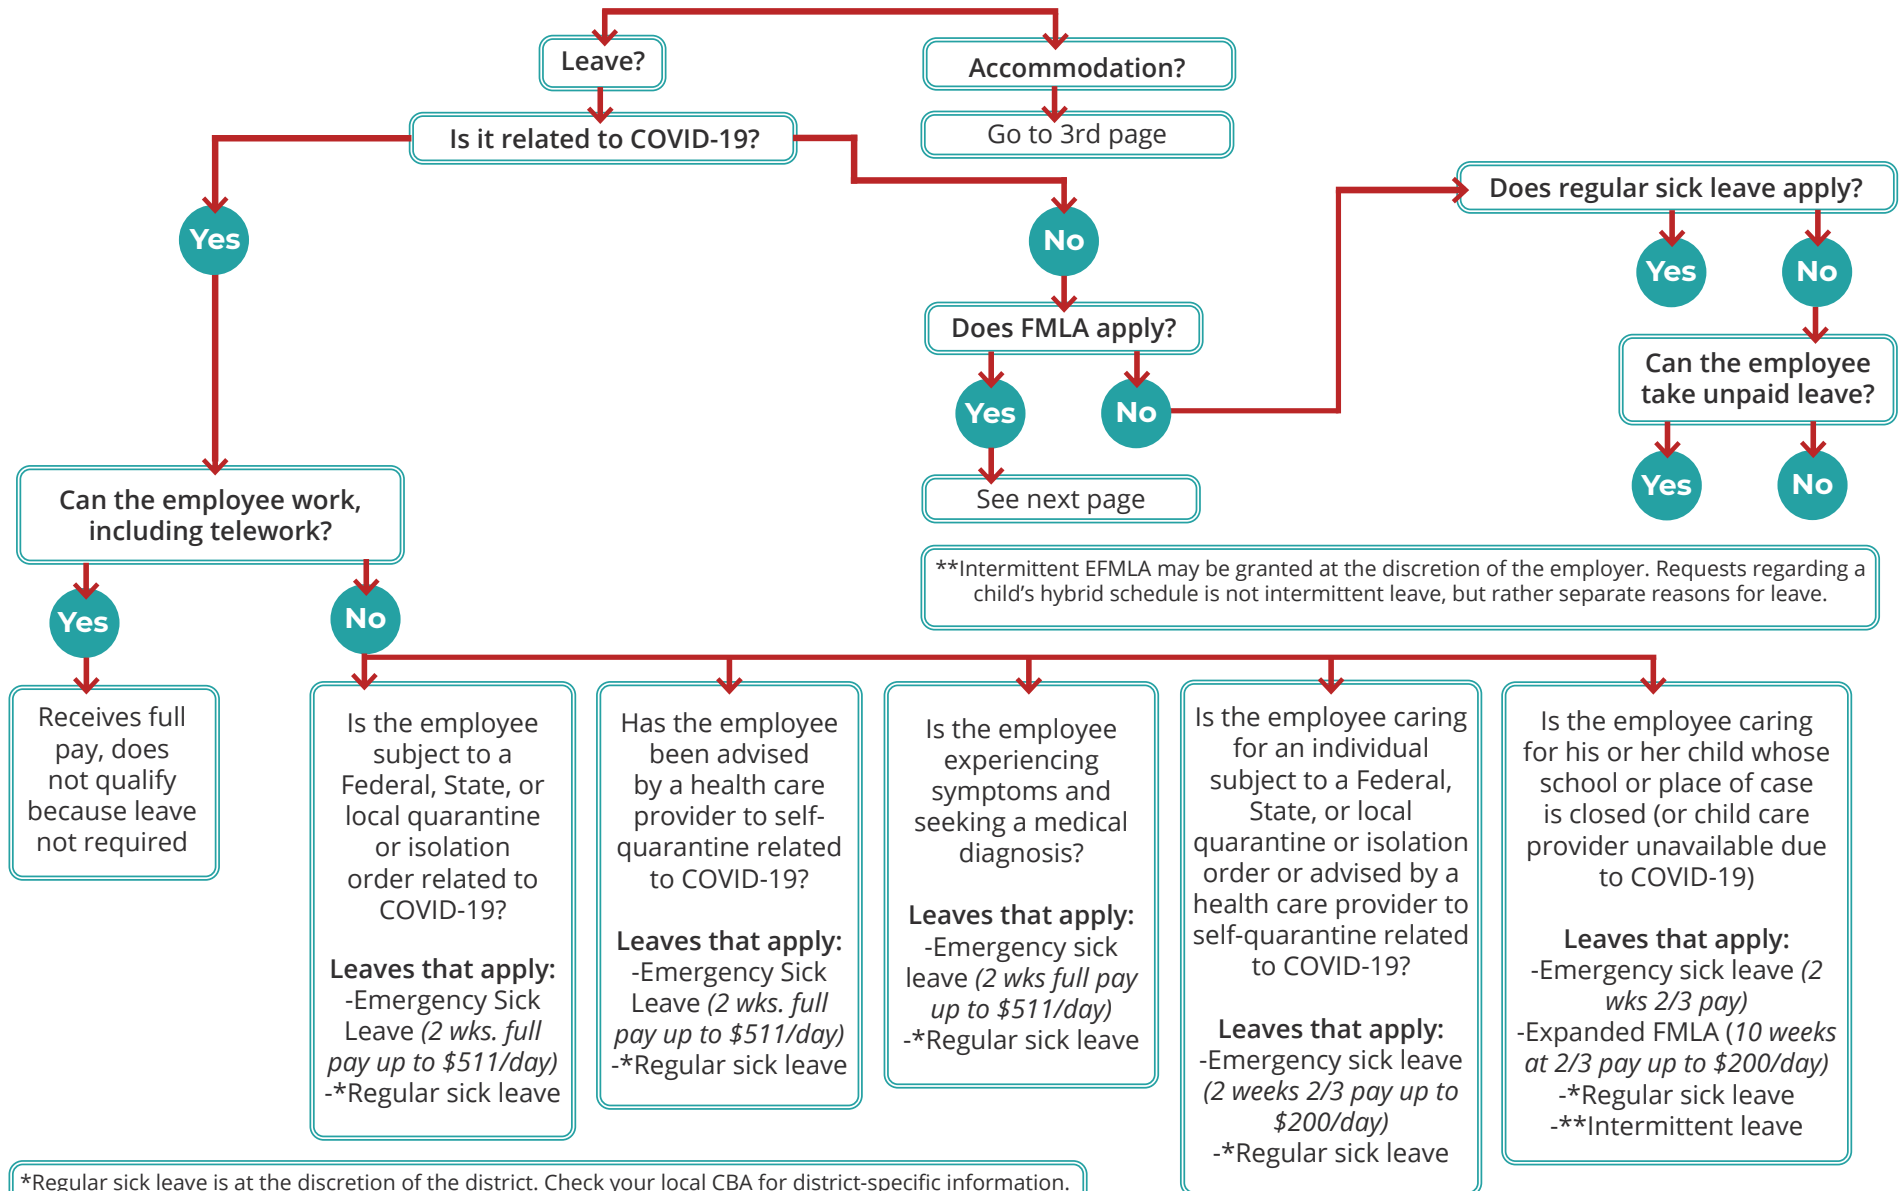 Leave?
Accommodation?
Is it related to COVID-19?
Go to 3rd page
Yes
No
Does regular sick leave apply?
Yes
No
Does FMLA apply?
Yes
No
See next page
Can the employee
take unpaid leave?
Yes
No
Can the employee work,
including telework?
Yes
No
**Intermittent EFMLA may be granted at the discretion of the employer. Requests regarding a
child's hybrid schedule is not intermittent leave, but rather separate reasons for leave.
Receives full
pay, does
not qualify
because leave
not required
Is the employee
subject to a
Federal, State, or
local quarantine
or isolation
order related to
COVID-19?
Leaves that apply:
-Emergency Sick
Leave (2 wks. full
pay up to $511/day)
-*Regular sick leave
Has the employee
been advised
by a health care
provider to self-
quarantine related
to COVID-19?
Leaves that apply:
-Emergency Sick
Leave (2 wks. full
pay up to $511/day)
-*Regular sick leave
Is the employee
experiencing
symptoms and
seeking a medical
diagnosis?
Leaves that apply:
-Emergency sick
leave (2 wks full pay
up to $511/day)
-*Regular sick leave
Is the employee caring
for an individual
subject to a Federal,
State, or local
quarantine or isolation
order or advised by a
health care provider to
self-quarantine related
to COVID-19?
Leaves that apply:
-Emergency sick leave
(2 weeks 2/3 pay up to
$200/day)
-*Regular sick leave
Is the employee caring
for his or her child whose
school or place of case
is closed (or child care
provider unavailable due
to COVID-19)
Leaves that apply:
-Emergency sick leave (2
wks 2/3 pay)
-Expanded FMLA (10 weeks
at 2/3 pay up to $200/day)
-*Regular sick leave
-**Intermittent leave
*Regular sick leave is at the discretion of the district. Check your local CBA for district-specific information.